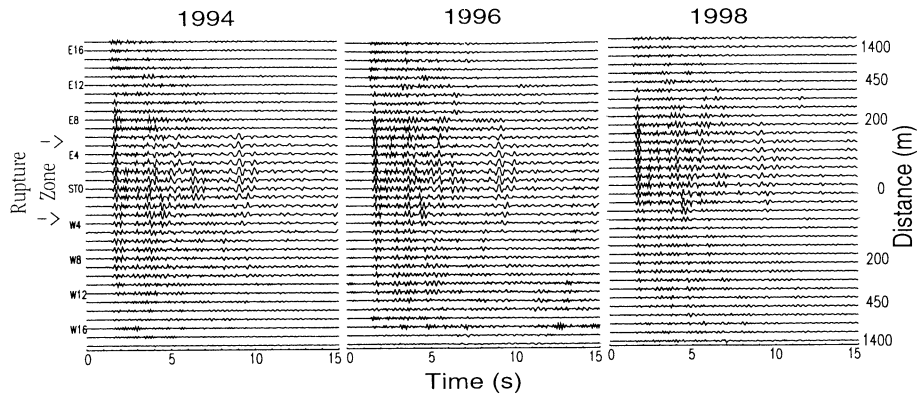 1994 1996 1998
E16 1400
E12 450
E8 200
->
Rupture Zone
E4
ST0 0
->
W4
W8 200
W12 450
W16 1400
Distance (m)
0 5 10 15 0 5 10 15 0 5 10 15
Time (s)